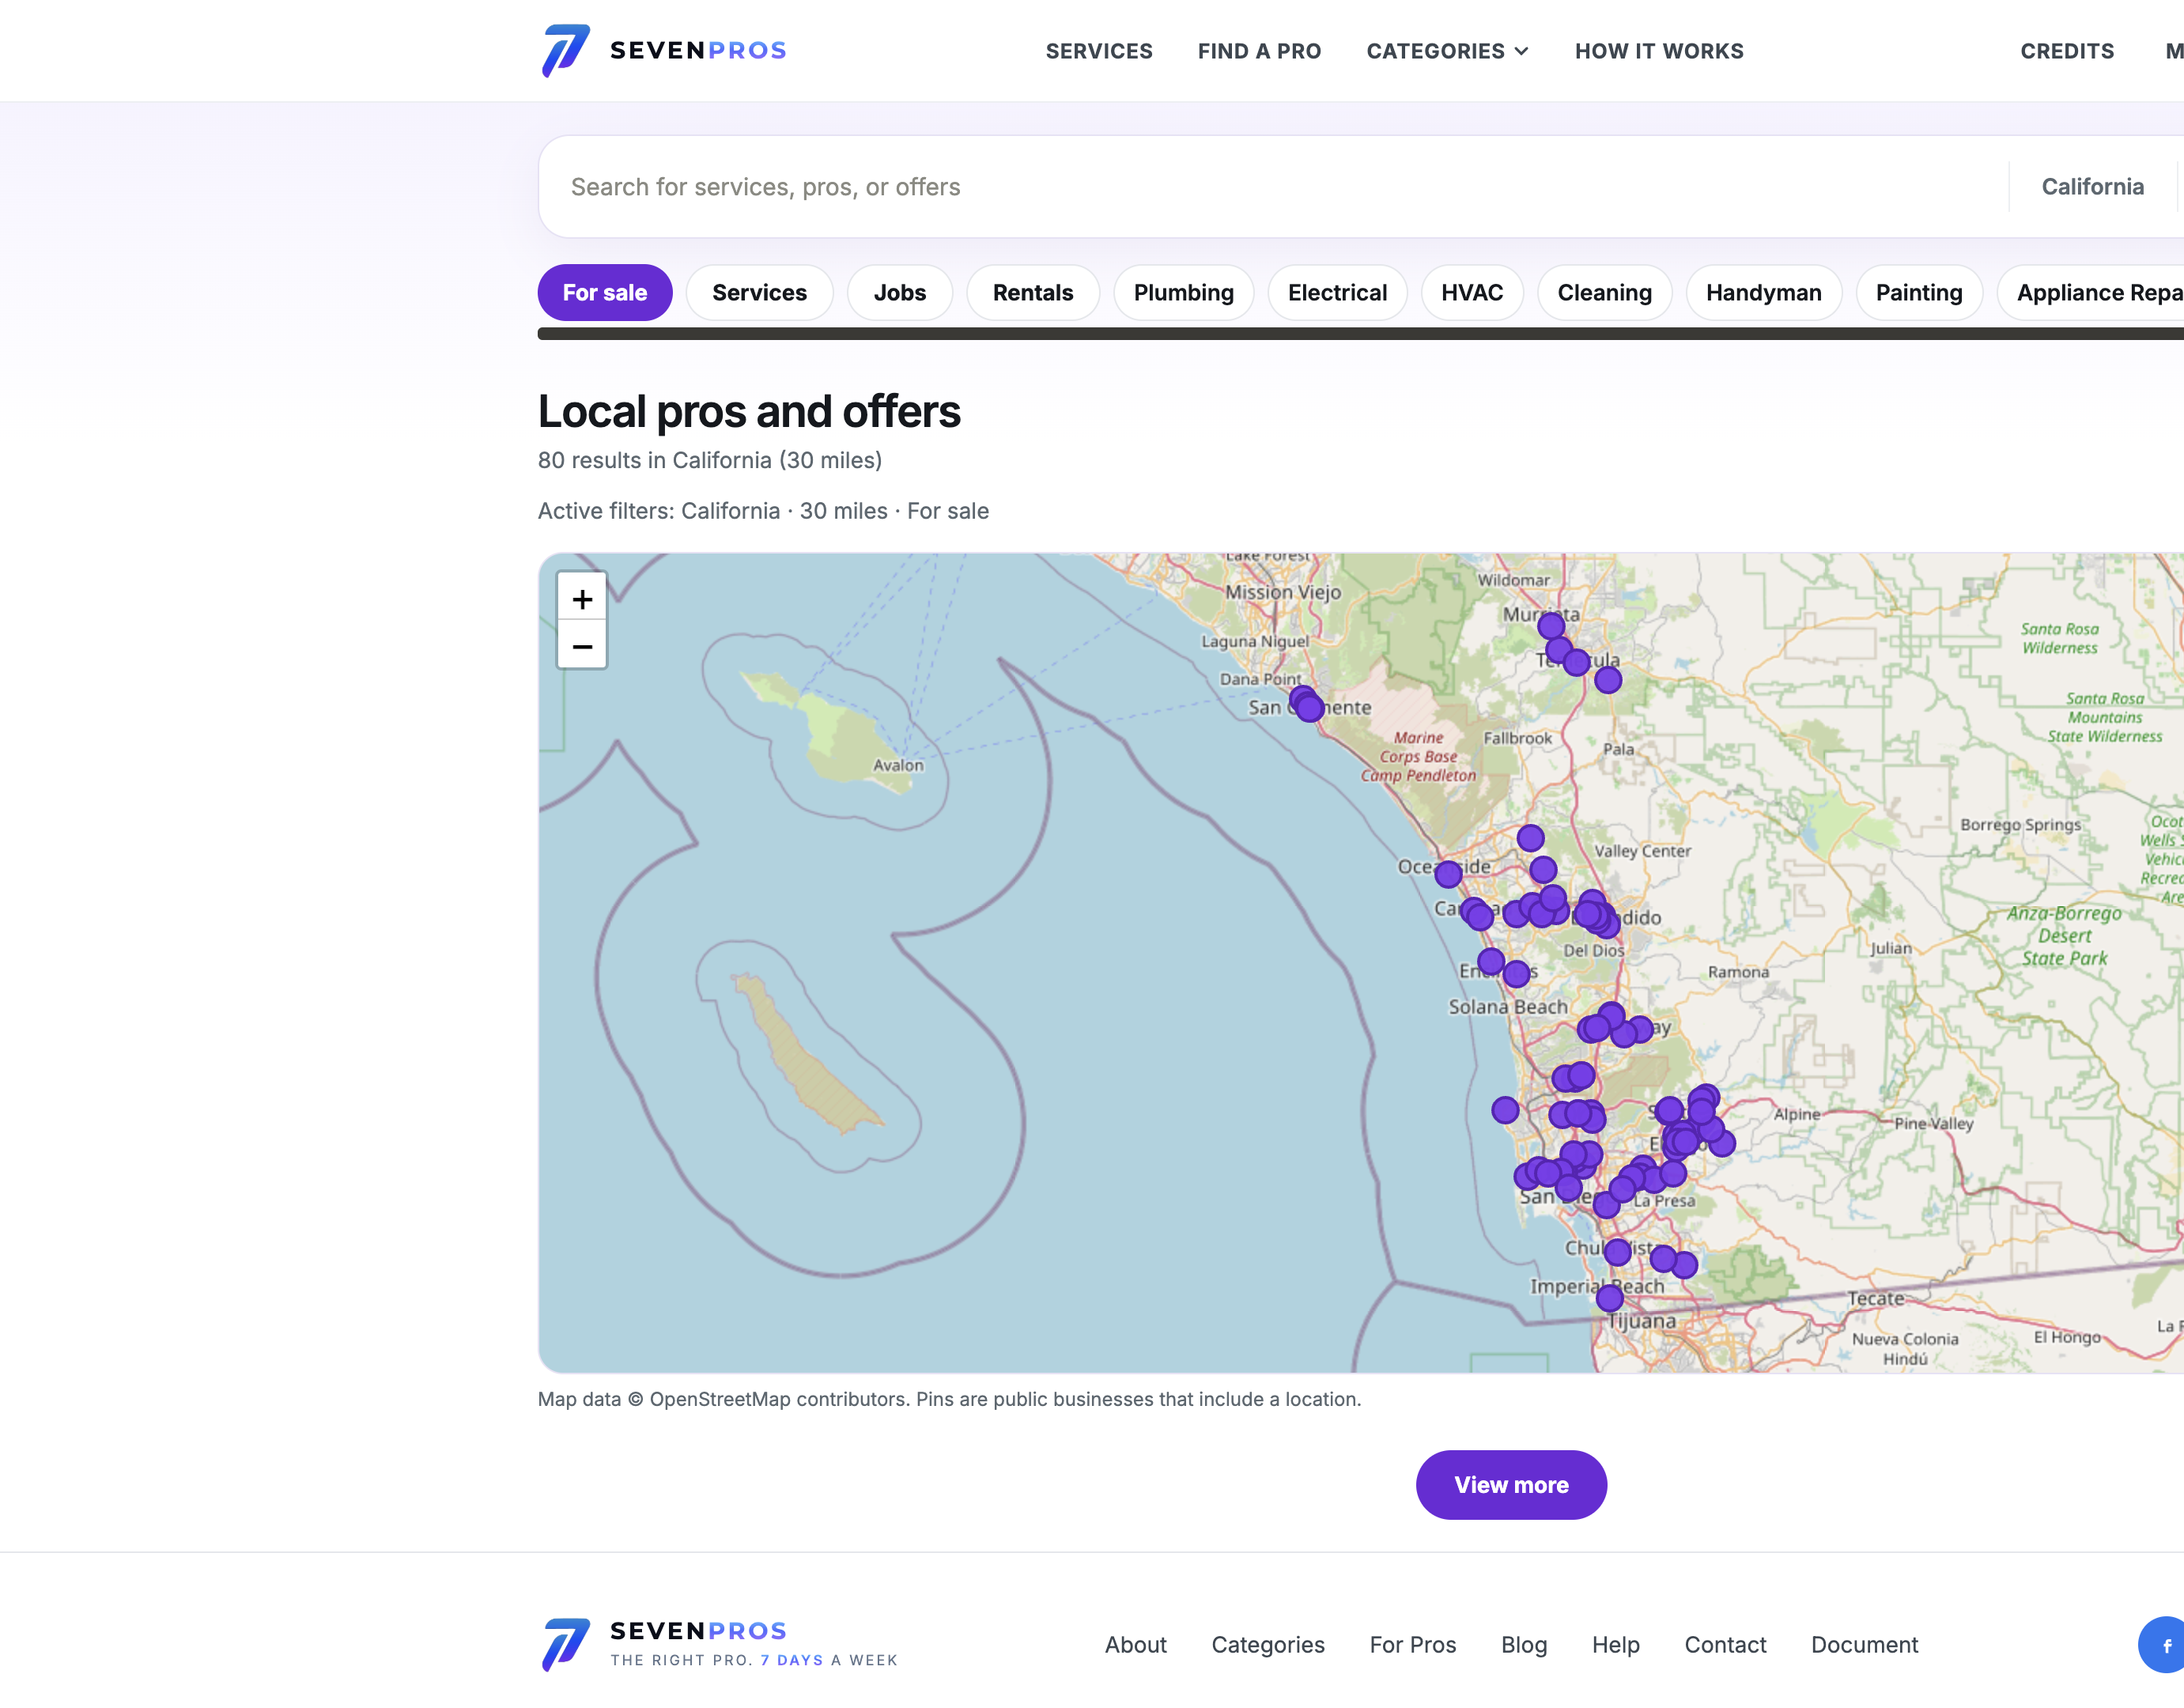 SEVENPROS
SERVICES
FIND A PRO
CATEGORIES
HOW IT WORKS
CREDITS
Search for services, pros, or offers
California
For sale
Services
Jobs
Rentals
Plumbing
Electrical
HVAC
Cleaning
Handyman
Painting
Appliance Repa
Local pros and offers
80 results in California (30 miles)
Active filters: California · 30 miles · For sale
+
−
Lake Forest
Mission Viejo
Wildomar
Laguna Niguel
Santa Rosa
Wilderness
Dana Point
Santa Rosa
Mountains
State Wilderness
Marine
Corps Base
Camp Pendleton
Fallbrook
Pala
Avalon
Borrego Springs
Valley Center
Anza-Borrego
Desert
State Park
Del Dios
Julian
Ramona
Solana Beach
Alpine
Pine Valley
La Presa
Imperial Beach
Tecate
Tijuana
Nueva Colonia
Hindú
El Hongo
Map data © OpenStreetMap contributors. Pins are public businesses that include a location.
View more
SEVENPROS
THE RIGHT PRO. 7 DAYS A WEEK
About
Categories
For Pros
Blog
Help
Contact
Document
f